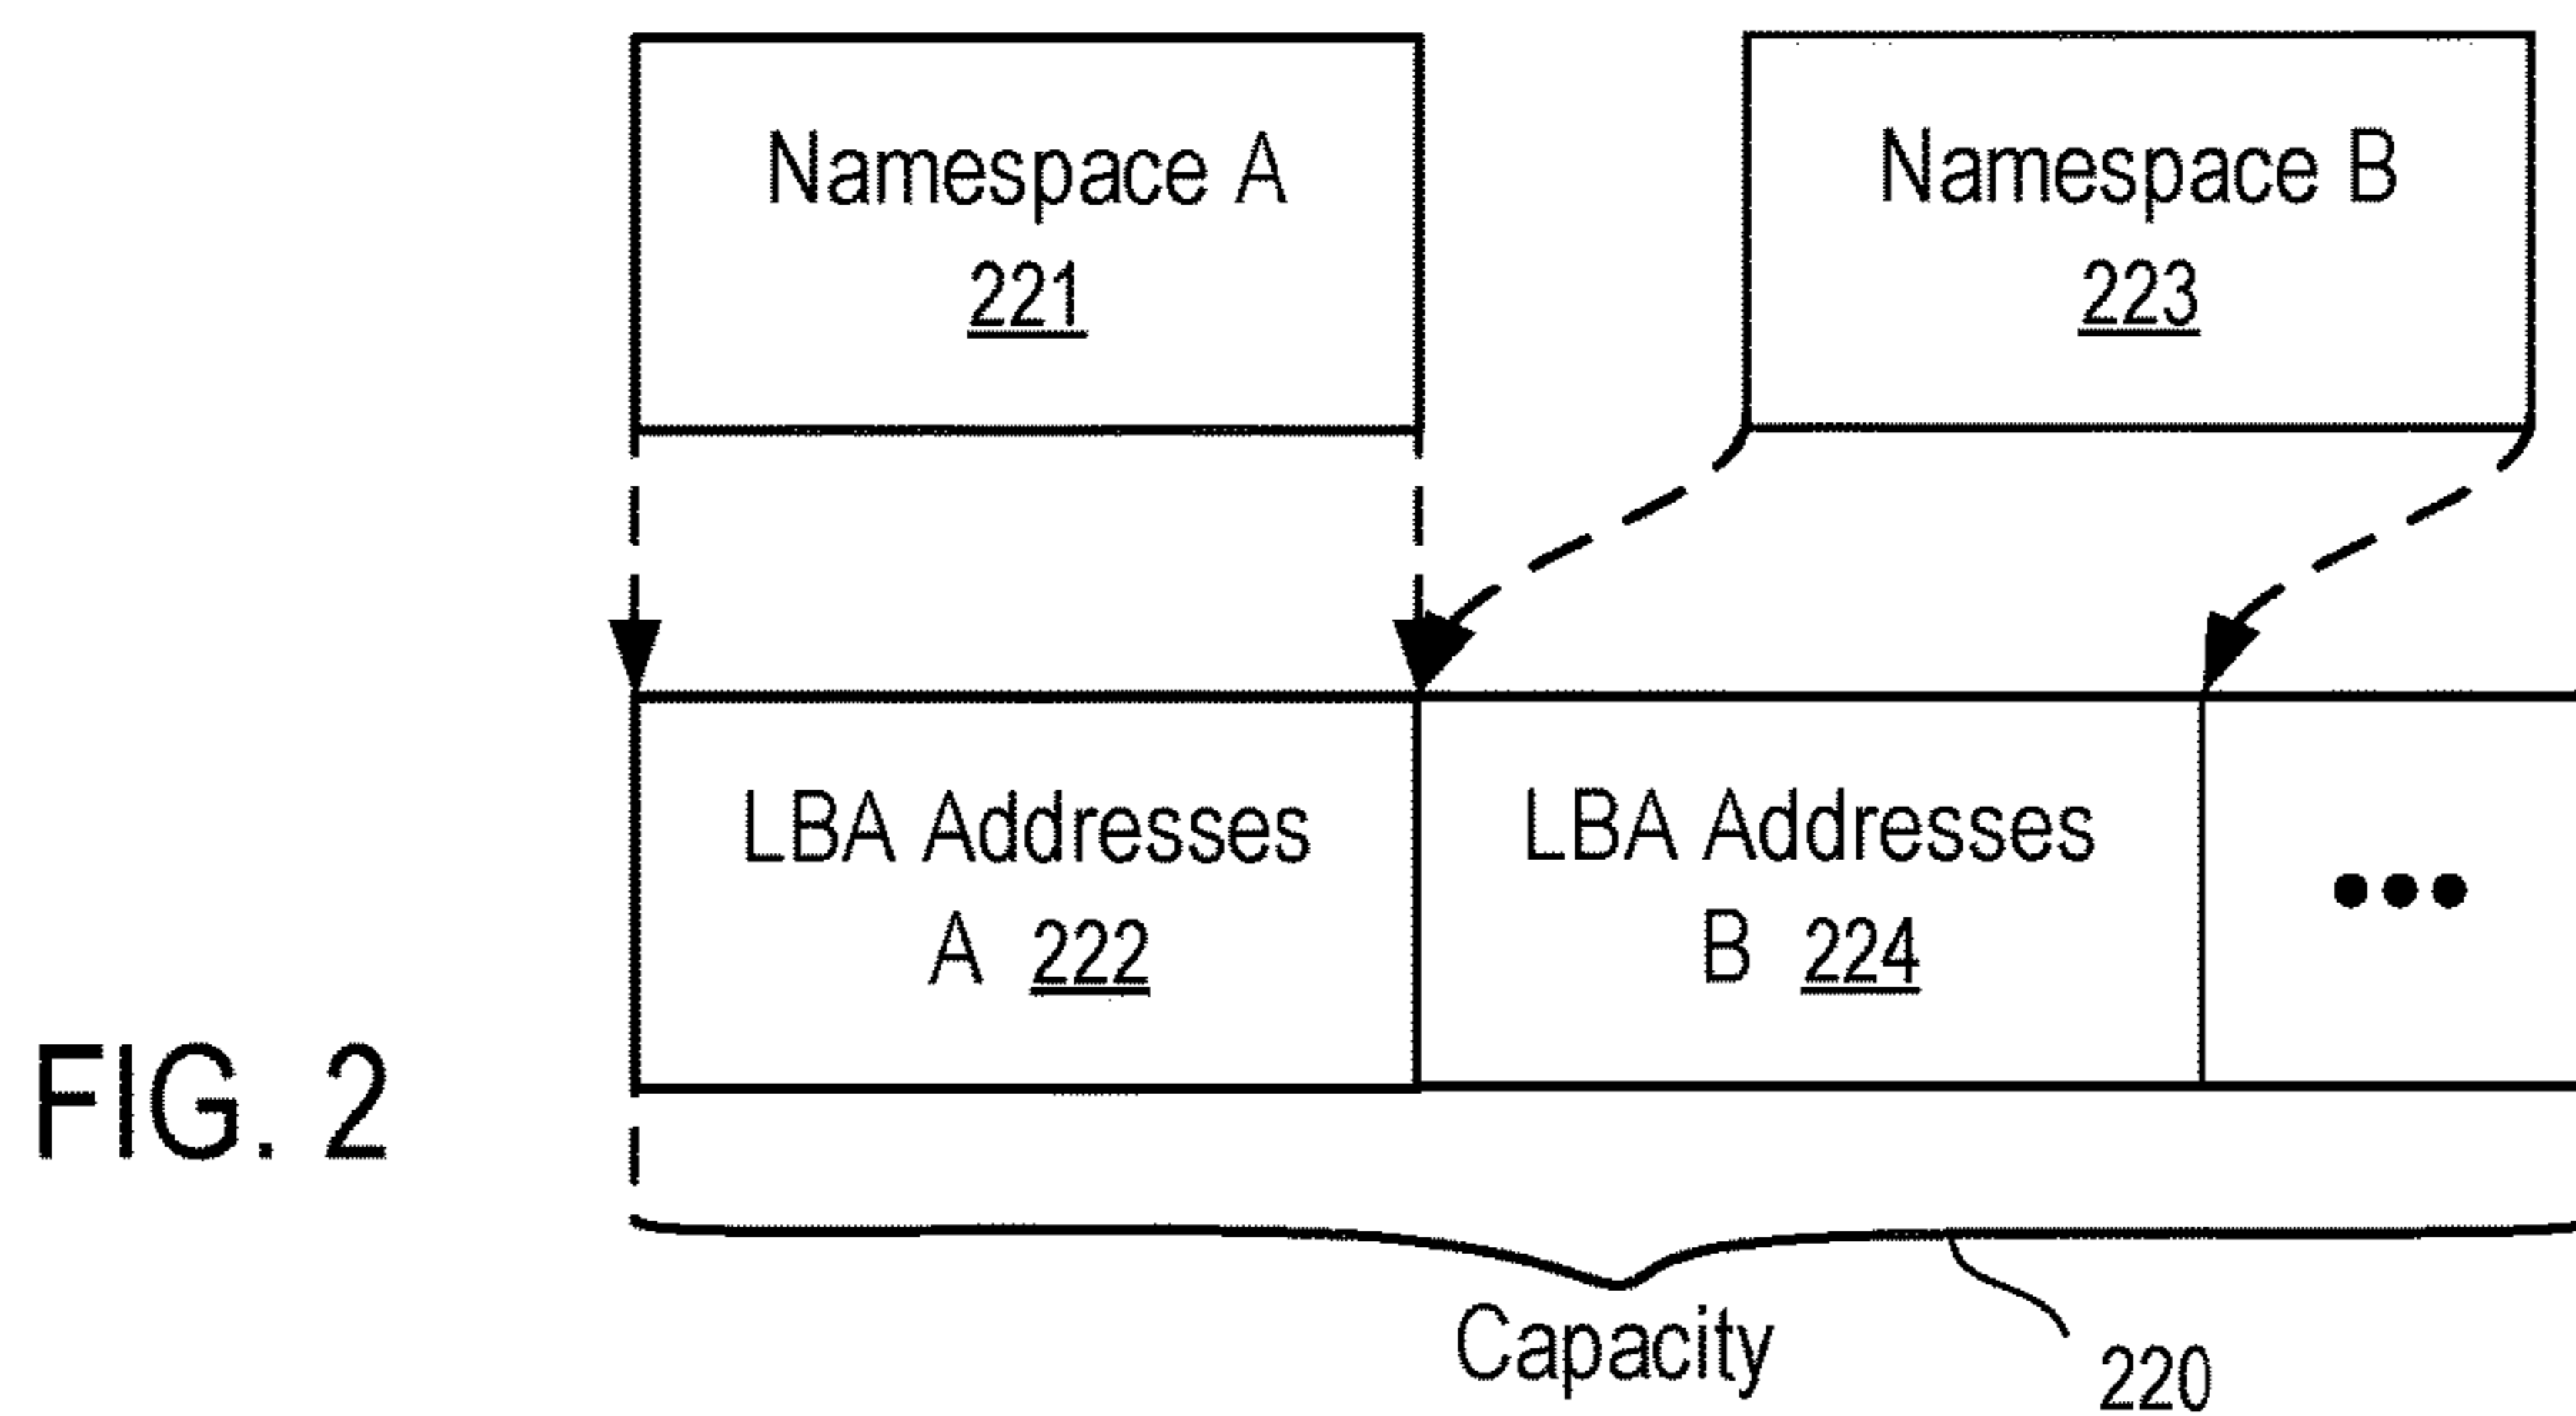 Namespace A
221
Namespace B
223
LBA Addresses
A 222
LBA Addresses
B 224
•••
FIG. 2
Capacity
220